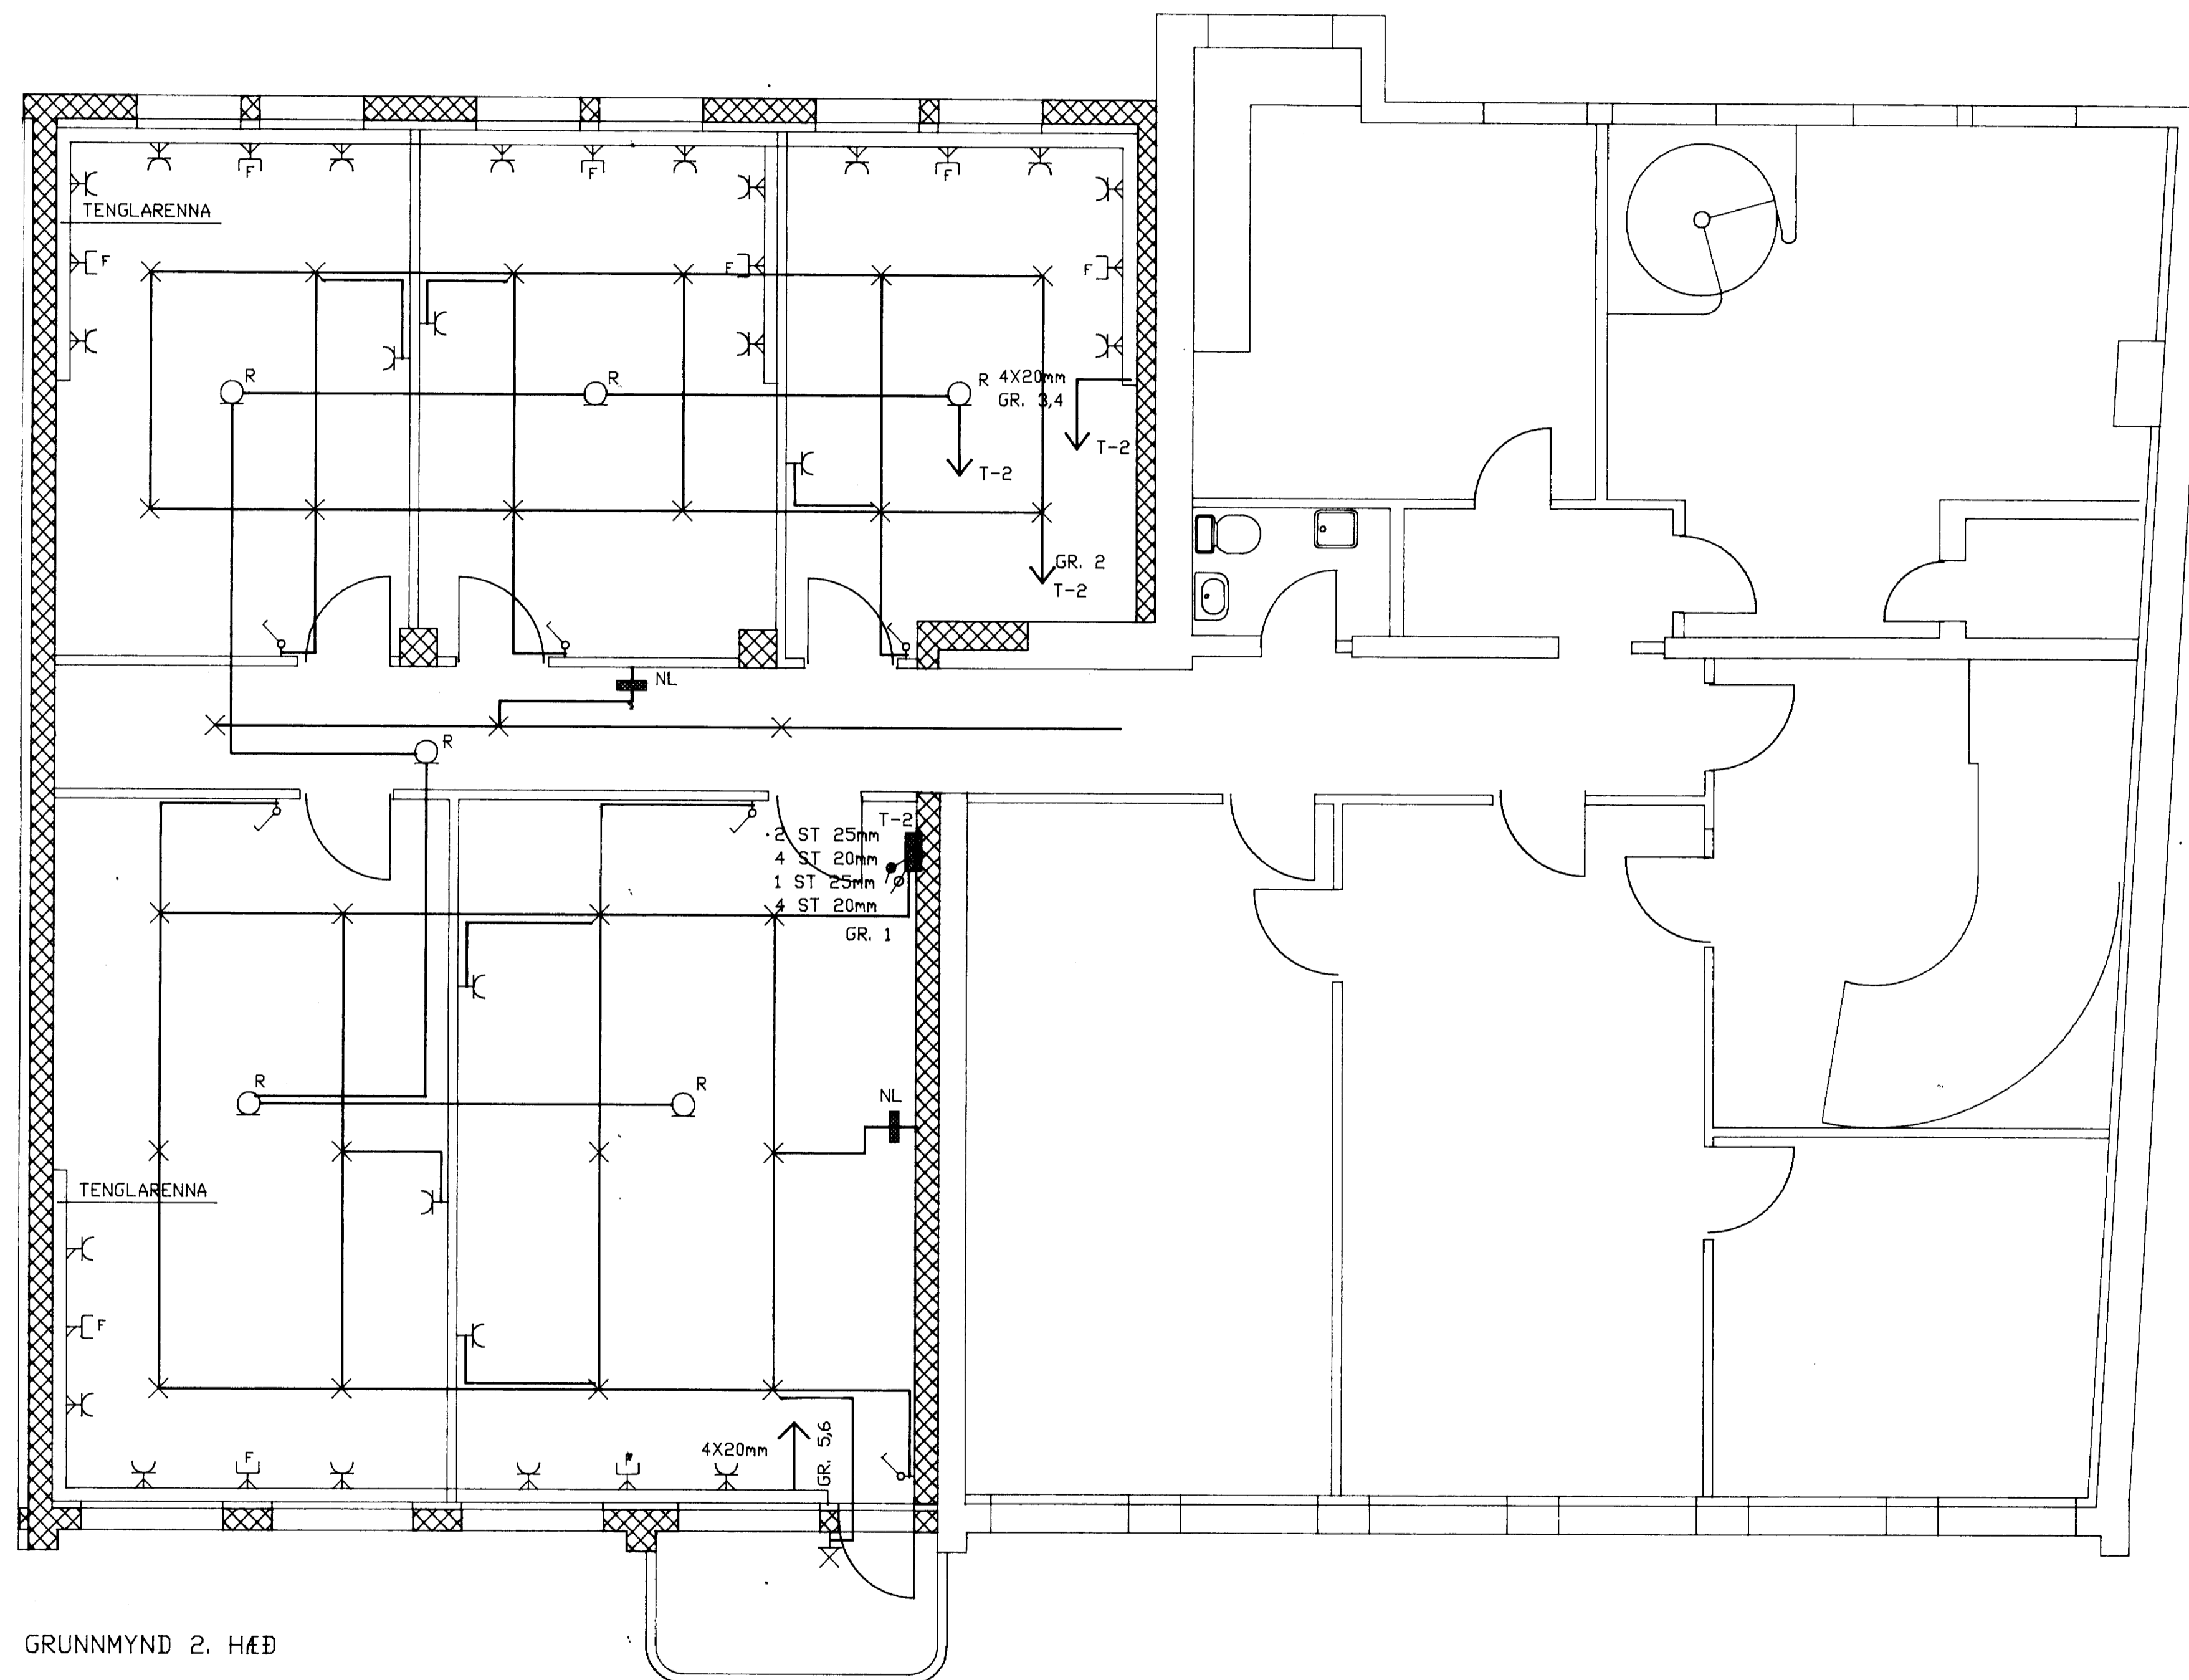 F
F
F
TENGLARENNA
F
F
F
R
R
R 4X20mm
GR. 3,4
T-2
T-2
GR. 2
T-2
NL
R
T-2
2 ST 25mm
4 ST 20mm
1 ST 25mm
4 ST 20mm
GR. 1
R
R
NL
TENGLARENNA
F
F
F
4X20mm
GR. 5,6
GRUNNMYND 2. HÆÐ